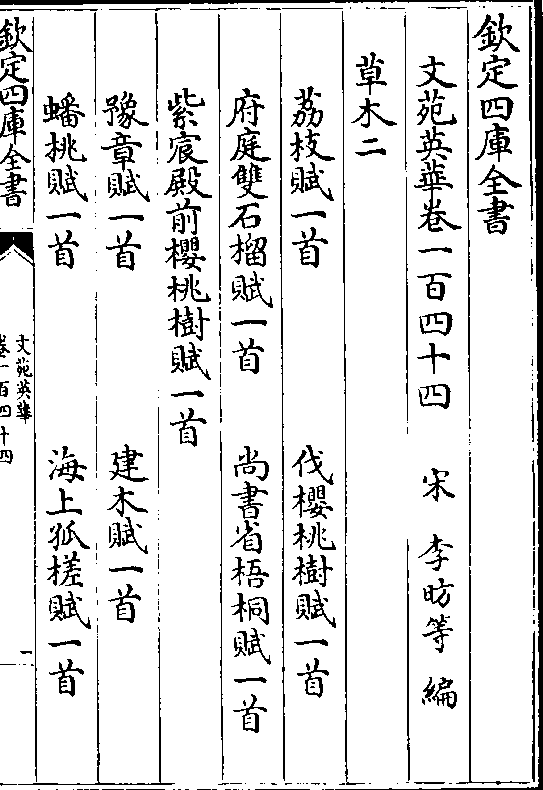 欽定四庫全書
文苑英華卷一百四十四　宋　李昉等　編
草木二
荔枝賦一首　伐櫻桃樹賦一首
府庭雙石榴賦一首　尚書省梧桐賦一首
紫宸殿前櫻桃樹賦一首
豫章賦一首　建木賦一首
蟠桃賦一首　海上孤槎賦一首
欽定四庫全書
文苑英華
卷一百四十四
一